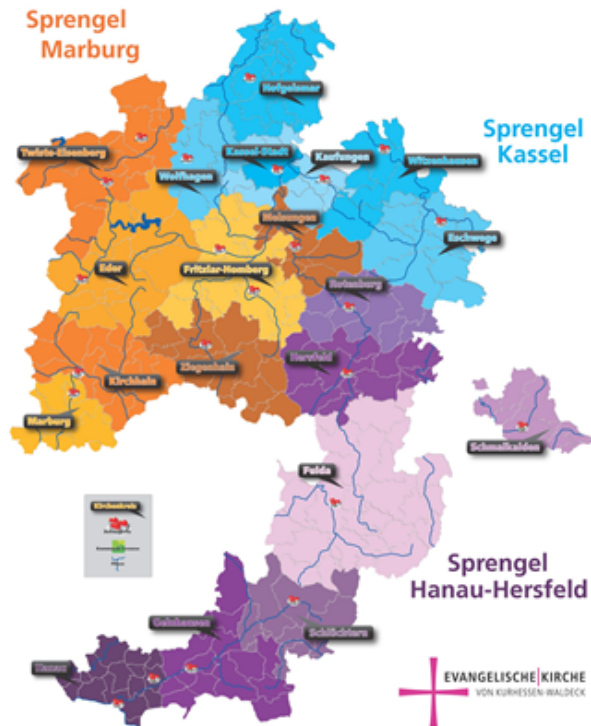 Sprengel
Marburg
Hofgeismar
Sprengel
Kassel
Twiste-Eisenberg
Wolfhagen
Kassel-Stadt
Kaufungen
Witzenhausen
Melsungen
Eschwege
Eder
Fritzlar-Homberg
Rotenburg
Ziegenhain
Hersfeld
Kirchhain
Marburg
Schmalkalden
Fulda
Kirchenkreis
Sprengel
Hanau-Hersfeld
Gelnhausen
Schlüchtern
Hanau
EVANGELISCHE KIRCHE
VON KURHESSEN-WALDECK